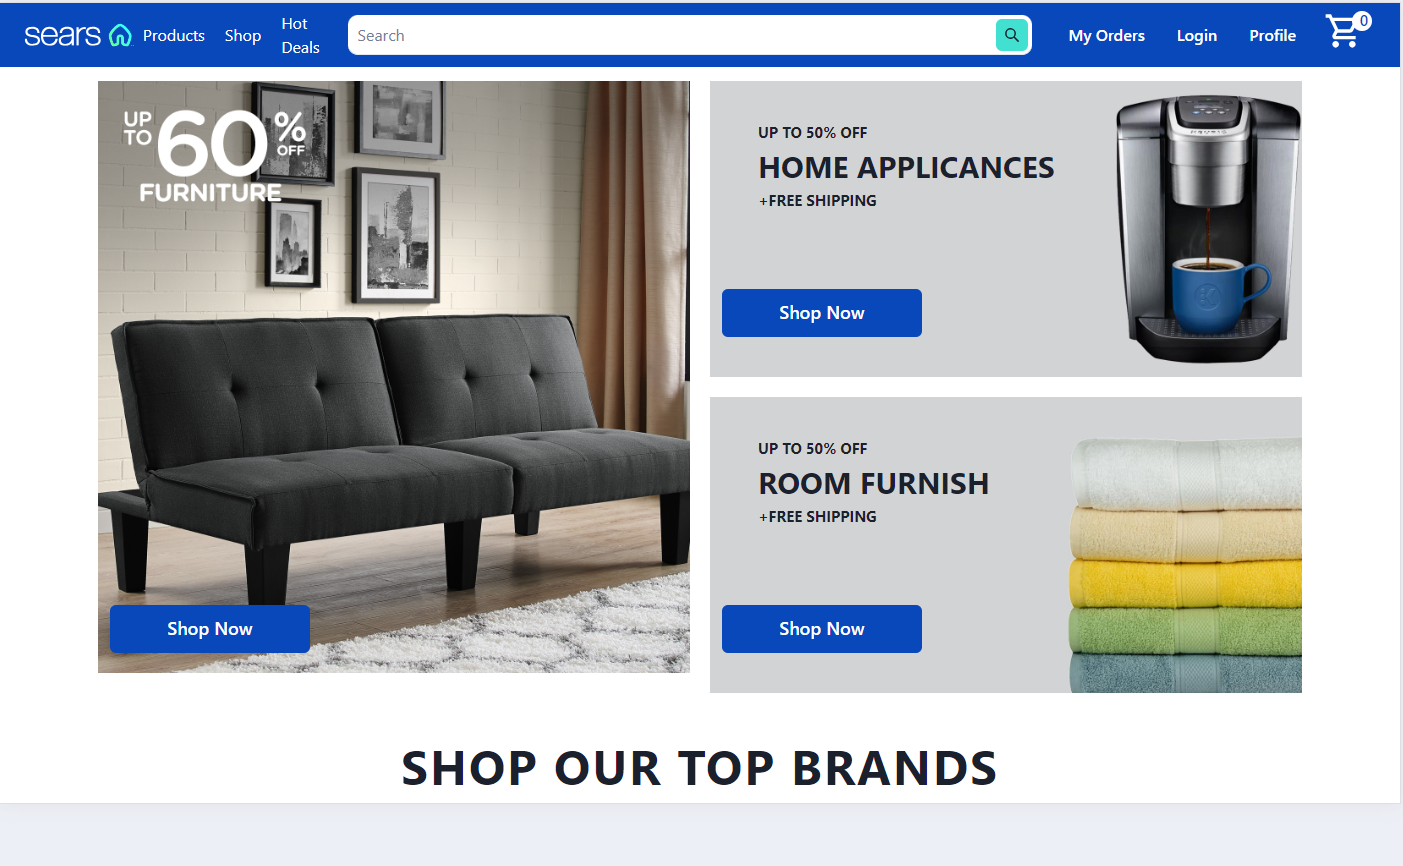 sears
Products
Shop
Hot
Deals
Search
My Orders
Login
Profile
0
UP
TO
60%
OFF
FURNITURE
Shop Now
UP TO 50% OFF
HOME APPLICANCES
+FREE SHIPPING
Shop Now
KEURIG
K
UP TO 50% OFF
ROOM FURNISH
+FREE SHIPPING
Shop Now
SHOP OUR TOP BRANDS